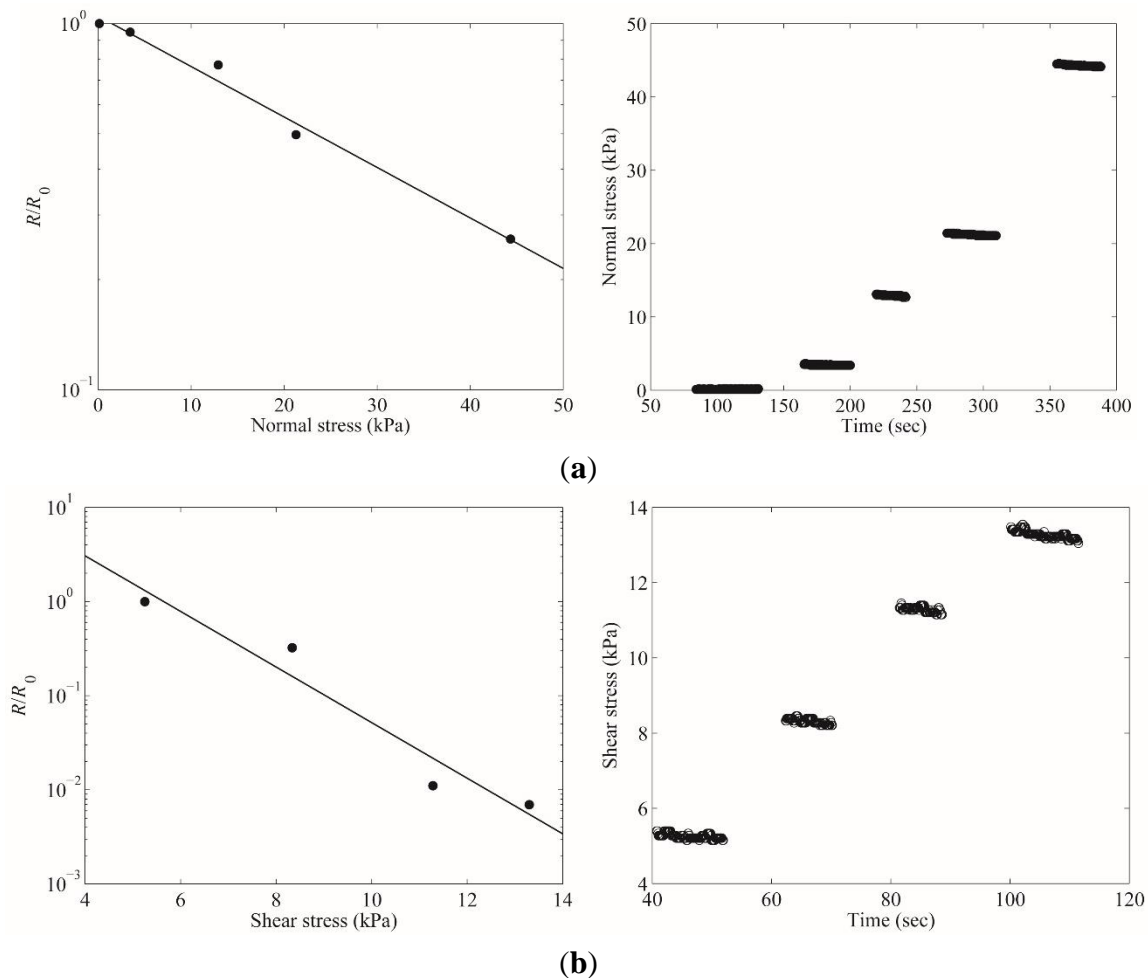 10^0
R/R_0
10^-1
0 10 20 30 40 50
Normal stress (kPa)
50
40
30
20
10
0
Normal stress (kPa)
50 100 150 200 250 300 350 400
Time (sec)
(a)
10^1
10^0
10^-1
10^-2
10^-3
R/R_0
4 6 8 10 12 14
Shear stress (kPa)
14
12
10
8
6
4
Shear stress (kPa)
40 60 80 100 120
Time (sec)
(b)